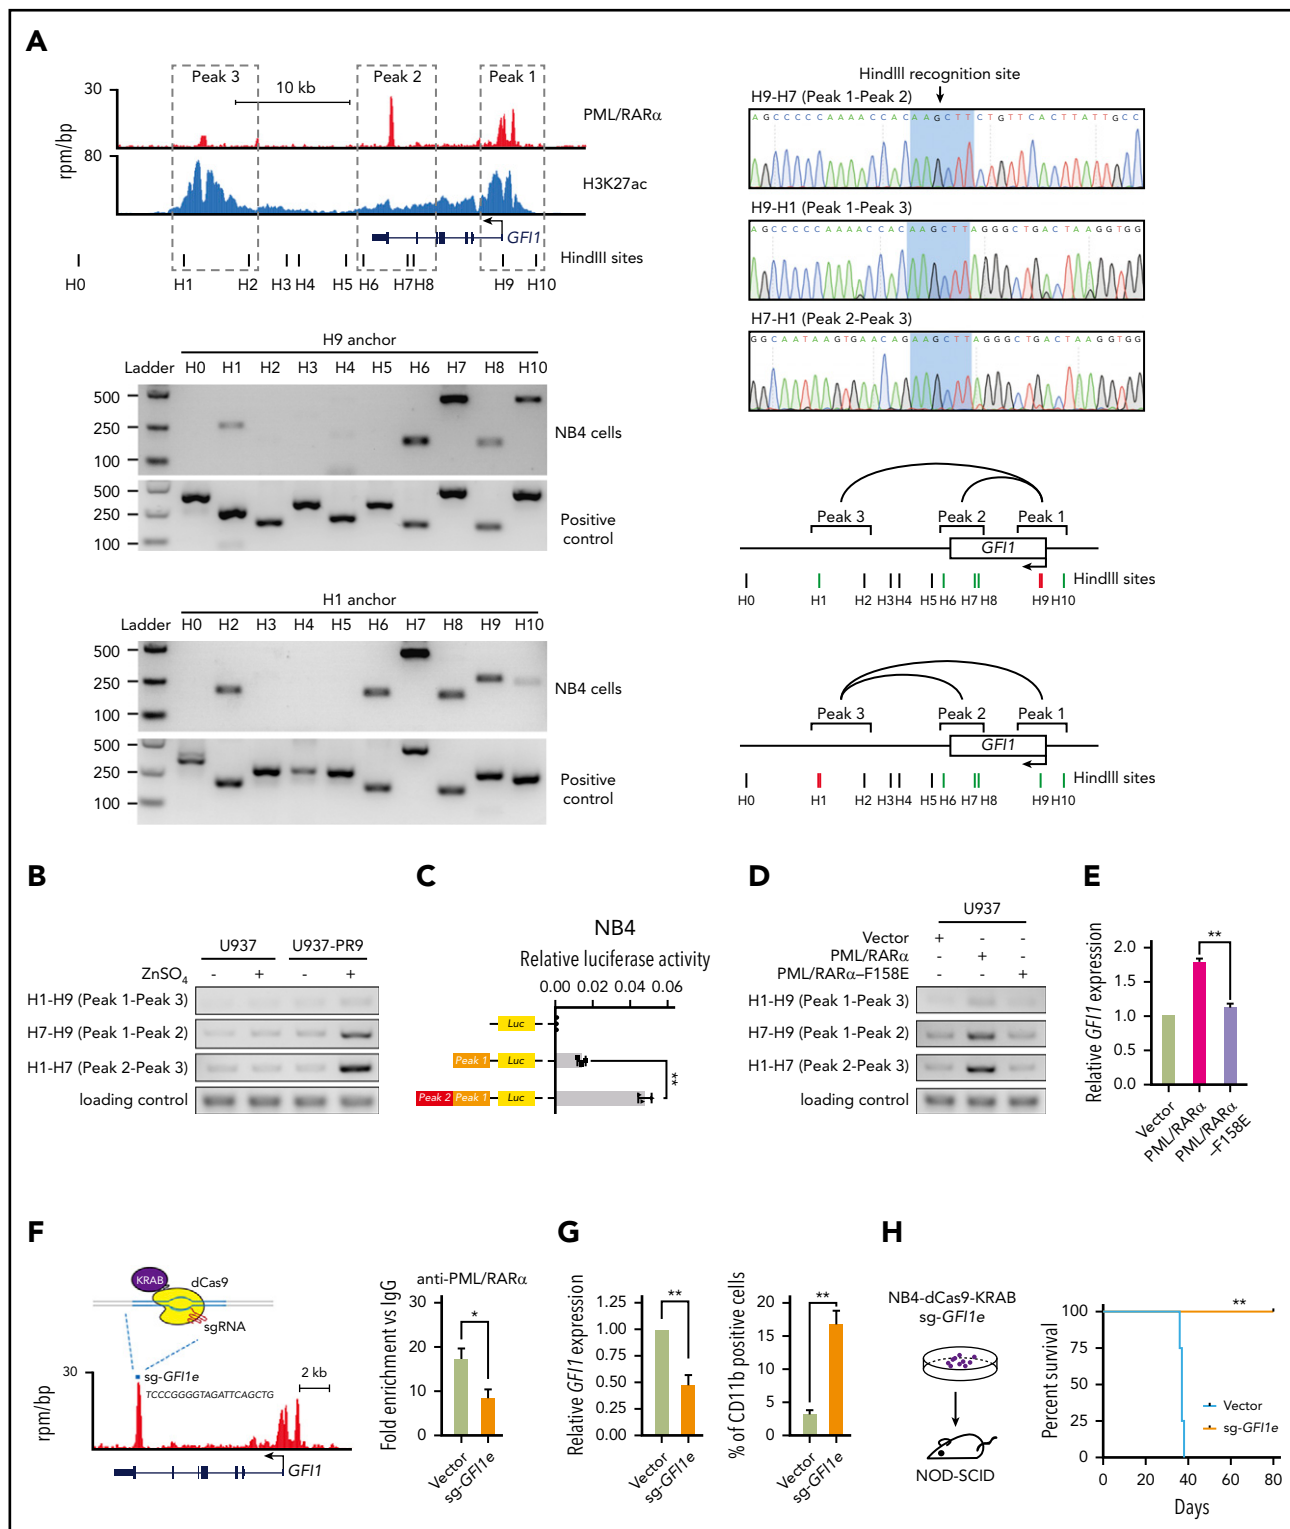 A
Peak 3
Peak 2
Peak 1
10 kb
30
PML/RARα
rpm/bp
80
H3K27ac
GFI1
HindIII sites
H0
H1
H2
H3 H4
H5
H6
H7 H8
H9
H10
HindIII recognition site
H9-H7 (Peak 1-Peak 2)
AGCCCCCAAAACCACAAGCTTCTGTTCACTTATTGCC
H9-H1 (Peak 1-Peak 3)
AGCCCCCAAAACCACAAGCTTAGGGCTGACTAAGGTGG
H7-H1 (Peak 2-Peak 3)
GGCAATAAGTGAACAGAAGCTTAGGGCTGACTAAGGTGG
H9 anchor
Ladder H0 H1 H2 H3 H4 H5 H6 H7 H8 H10
500
250
100
NB4 cells
500
250
100
Positive control
H1 anchor
Ladder H0 H2 H3 H4 H5 H6 H7 H8 H9 H10
500
250
100
NB4 cells
500
250
100
Positive control
Peak 3 Peak 2 Peak 1
GFI1
HindIII sites
H0 H1 H2 H3 H4 H5 H6 H7 H8 H9 H10
Peak 3 Peak 2 Peak 1
GFI1
HindIII sites
H0 H1 H2 H3 H4 H5 H6 H7 H8 H9 H10
B
U937 U937-PR9
ZnSO4 - + - +
H1-H9 (Peak 1-Peak 3)
H7-H9 (Peak 1-Peak 2)
H1-H7 (Peak 2-Peak 3)
loading control
C
NB4
Relative luciferase activity
0.00 0.02 0.04 0.06
Luc
Peak 1 Luc
Peak 2 Peak 1 Luc
**
D
U937
Vector + - -
PML/RARα - + -
PML/RARα–F158E - - +
H1-H9 (Peak 1-Peak 3)
H7-H9 (Peak 1-Peak 2)
H1-H7 (Peak 2-Peak 3)
loading control
E
Relative GFI1 expression
2.0
1.5
1.0
0.5
0.0
**
Vector
PML/RARα
PML/RARα
–F158E
F
KRAB
dCas9
sgRNA
30
rpm/bp
sg-GFI1e
TCCCGGGGTAGATTCAGCTG
2 kb
GFI1
anti-PML/RARα
Fold enrichment vs IgG
30
20
10
0
*
Vector
sg-GFI1e
G
Relative GFI1 expression
1.25
1.00
0.75
0.50
0.25
0.00
**
Vector
sg-GFI1e
% of CD11b positive cells
20
15
10
5
0
**
Vector
sg-GFI1e
H
NB4-dCas9-KRAB
sg-GFI1e
NOD-SCID
Percent survival
100
75
50
25
0
**
Vector
sg-GFI1e
0 20 40 60 80
Days